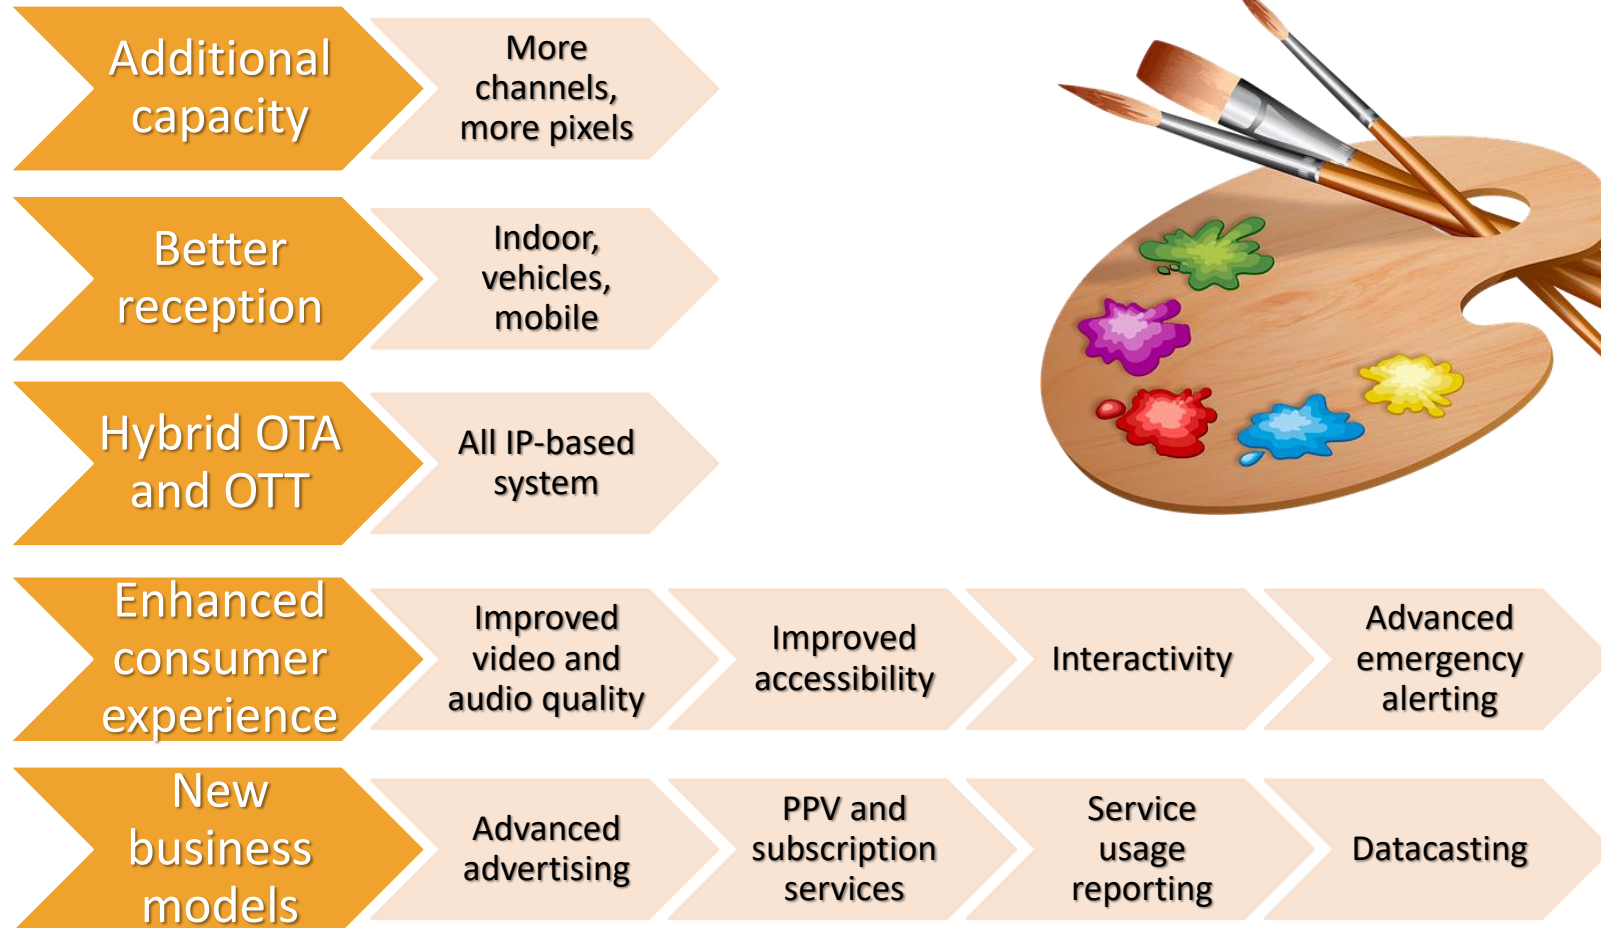 Additional
capacity
More
channels,
more pixels
Better
reception
Indoor,
vehicles,
mobile
Hybrid OTA
and OTT
All IP-based
system
Enhanced
consumer
experience
Improved
video and
audio quality
Improved
accessibility
Interactivity
Advanced
emergency
alerting
New
business
models
Advanced
advertising
PPV and
subscription
services
Service
usage
reporting
Datacasting